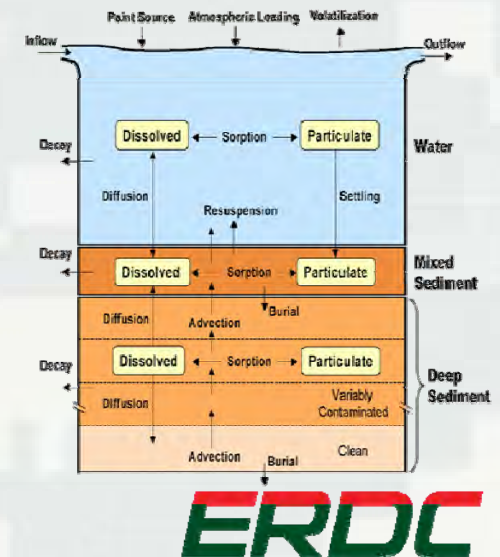 Point Source Atmospheric Loading Volatilization
Inflow
Outflow
Dissolved Sorption Particulate
Decay
Water
Diffusion
Settling
Resuspension
Decay
Dissolved Sorption Particulate
Mixed
Sediment
Burial
Diffusion
Advection
Dissolved Sorption Particulate
Decay
Deep
Sediment
Diffusion
Variably
Contaminated
Advection
Burial
Clean
ERDC